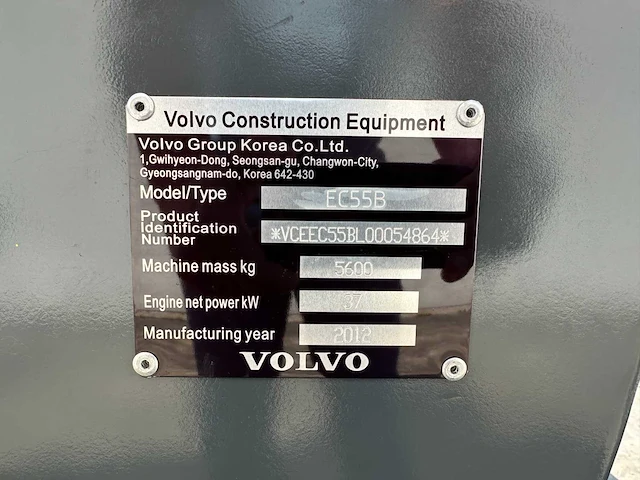 Volvo Construction Equipment
Volvo Group Korea Co.Ltd.
1,Gwihyeon-Dong, Seongsan-gu, Changwon-City,
Gyeongsangnam-do, Korea 642-430
Model/Type EC55B
Product
Identification *VCEEC55BL00054864*
Number
Machine mass kg 5600
Engine net power kW 37
Manufacturing year 2012
VOLVO